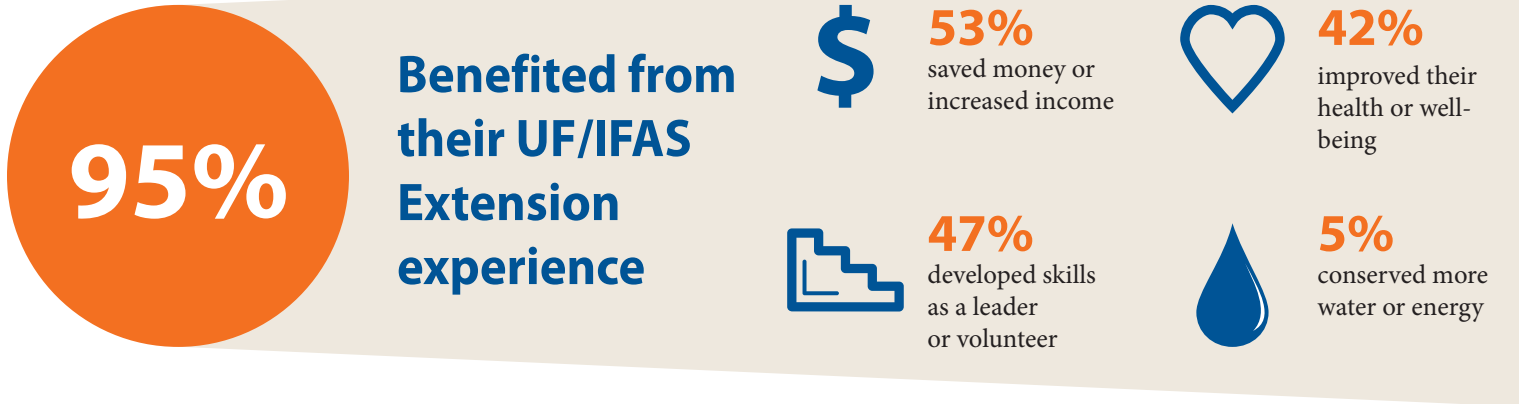 95%
Benefited from
their UF/IFAS
Extension
experience
$
53%
saved money or
increased income
42%
improved their
health or well-
being
47%
developed skills
as a leader
or volunteer
5%
conserved more
water or energy